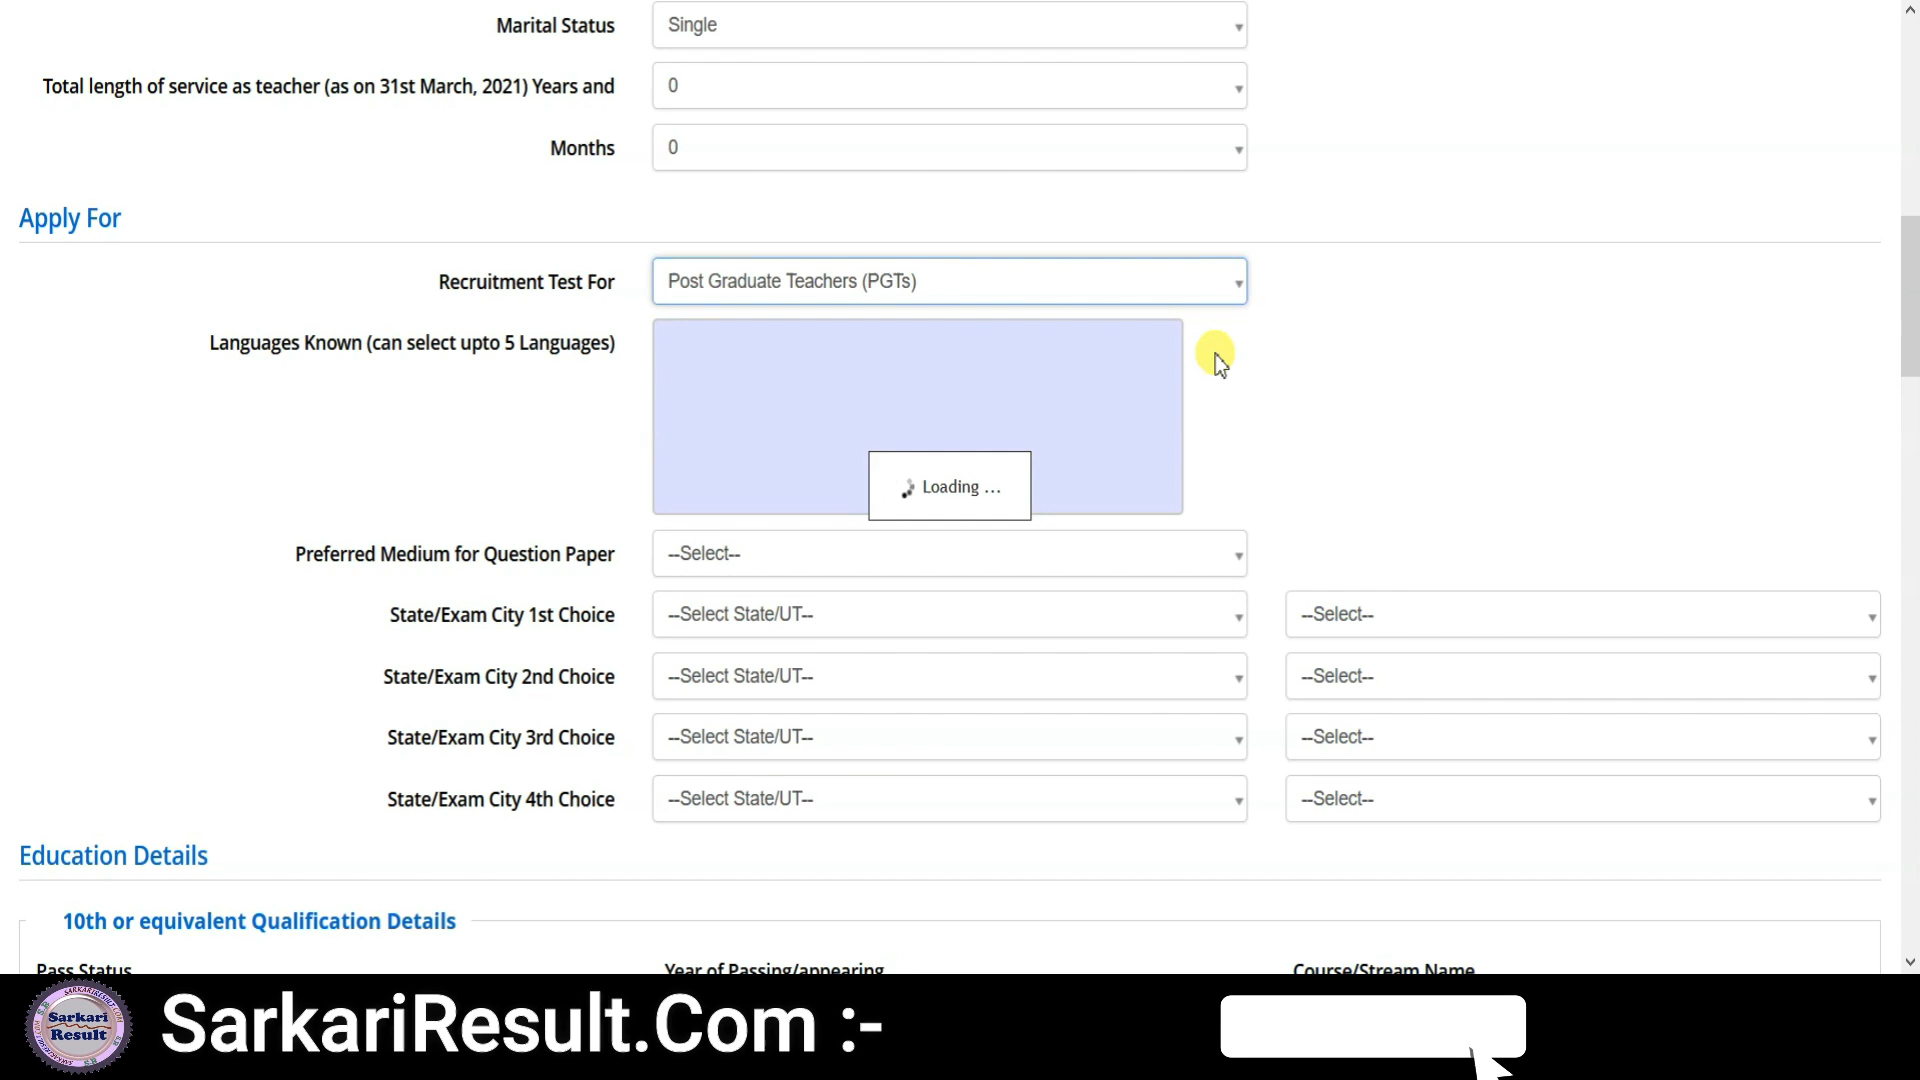 Marital Status Single
Total length of service as teacher (as on 31st March, 2021) Years and 0
Months 0
Apply For
Recruitment Test For Post Graduate Teachers (PGTs)
Languages Known (can select upto 5 Languages)
Loading ...
Preferred Medium for Question Paper --Select--
State/Exam City 1st Choice --Select State/UT-- --Select--
State/Exam City 2nd Choice --Select State/UT-- --Select--
State/Exam City 3rd Choice --Select State/UT-- --Select--
State/Exam City 4th Choice --Select State/UT-- --Select--
Education Details
10th or equivalent Qualification Details
Pass Status Year of Passing/appearing Course/Stream Name
Sarkari
Result
SarkariResult.Com :-